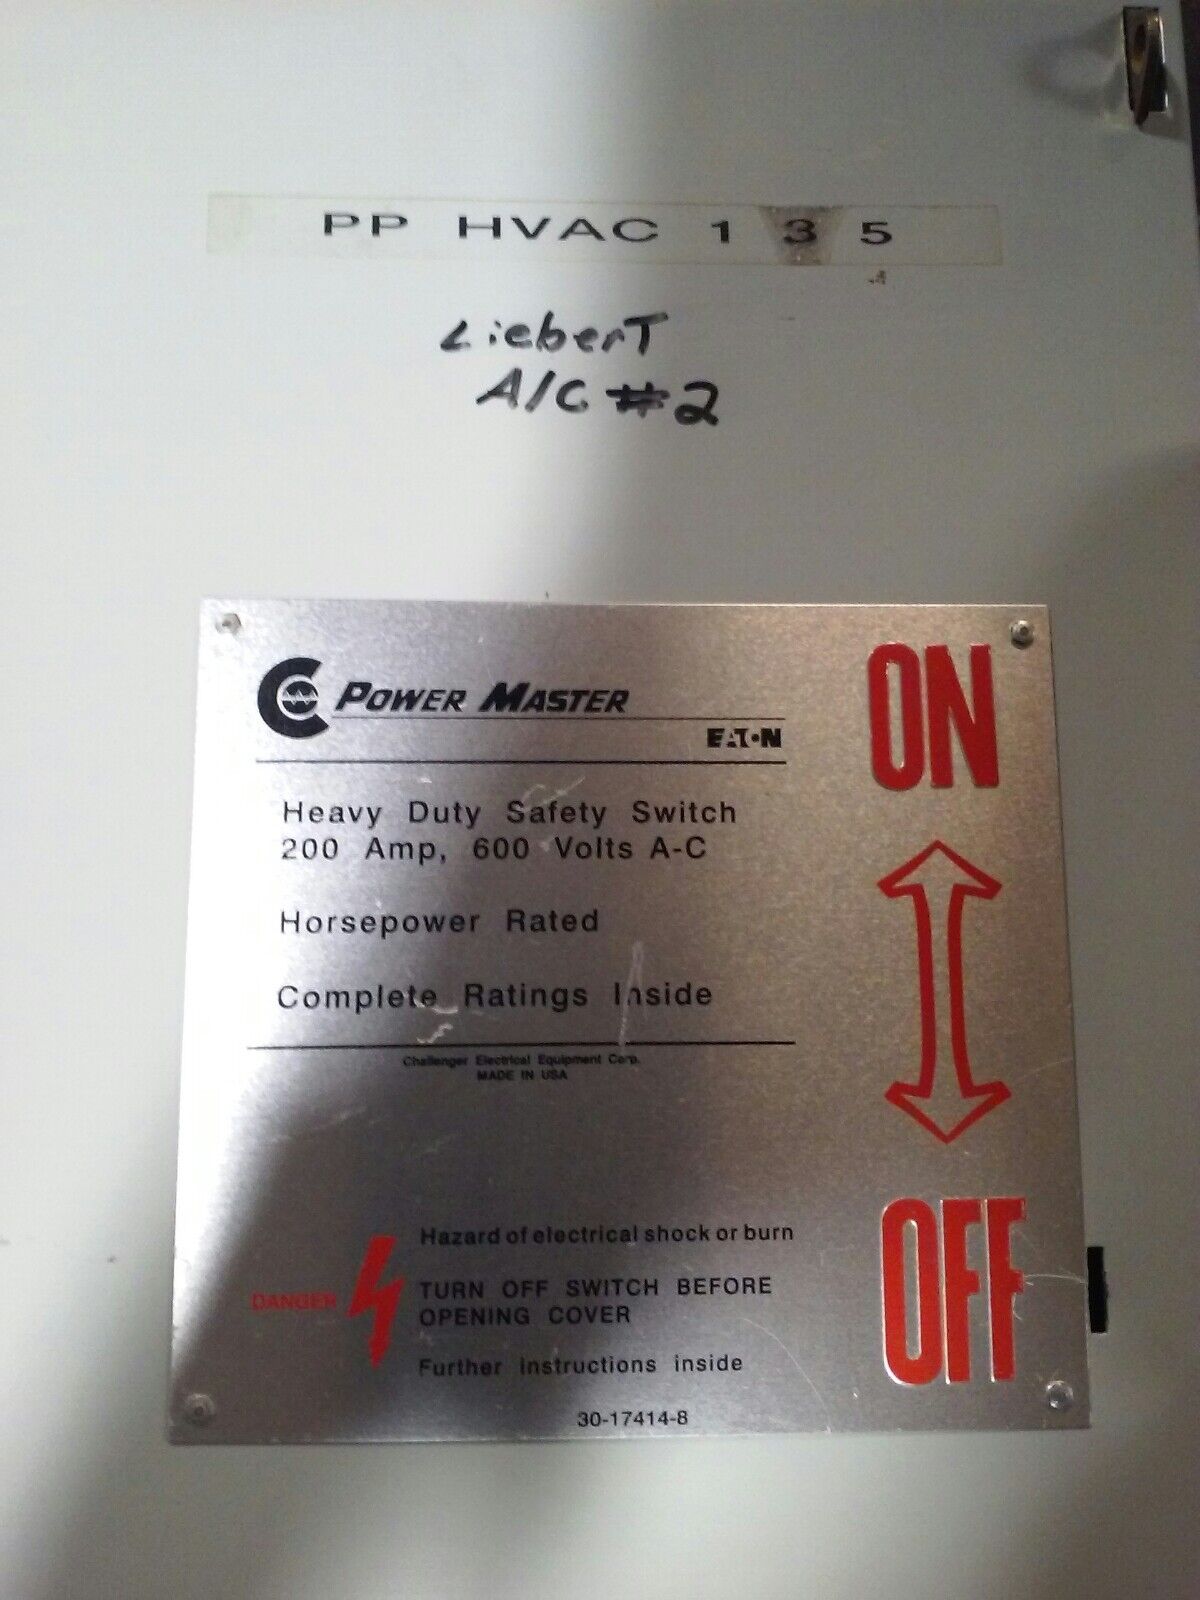 PP HVAC 1 3 5
LieberT
A/C #2
POWER MASTER
EATON
Heavy Duty Safety Switch
200 Amp, 600 Volts A-C
Horsepower Rated
Complete Ratings Inside
Challenger Electrical Equipment Corp.
MADE IN USA
ON
OFF
DANGER
Hazard of electrical shock or burn
TURN OFF SWITCH BEFORE
OPENING COVER
Further instructions inside
30-17414-8